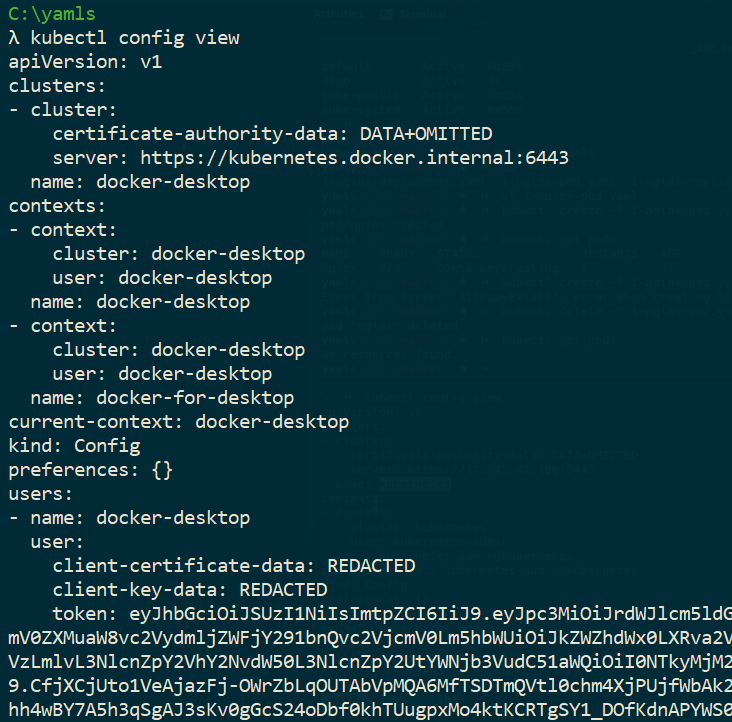 C:\yamls
λ kubectl config view
apiVersion: v1
clusters:
- cluster:
    certificate-authority-data: DATA+OMITTED
    server: https://kubernetes.docker.internal:6443
  name: docker-desktop
contexts:
- context:
    cluster: docker-desktop
    user: docker-desktop
  name: docker-desktop
- context:
    cluster: docker-desktop
    user: docker-desktop
  name: docker-for-desktop
current-context: docker-desktop
kind: Config
preferences: {}
users:
- name: docker-desktop
  user:
    client-certificate-data: REDACTED
    client-key-data: REDACTED
    token: eyJhbGciOiJSUzI1NiIsImtpZCI6IiJ9.eyJpc3MiOiJrdWJlcm5ldG
mV0ZXMuaW8vc2VydmljZWFjY291bnQvc2VjcmV0Lm5hbWUiOiJkZWZhdWx0LXRva2V
VzLmlvL3NlcnZpY2VhY2NvdW50L3NlcnZpY2UtYWNjb3VudC51aWQiOiI0NTkyMjM2
9.CfjXCjUto1VeAjazFj-OWrZbLqOUTAbVpMQA6MfTSDTmQVtl0chm4XjPUjfWbAk2
hh4wBY7A5h3qSgAJ3sKv0gGcS24oDbf0khTUugpxMo4ktKCRTgSY1_DOfKdnAPYWS0